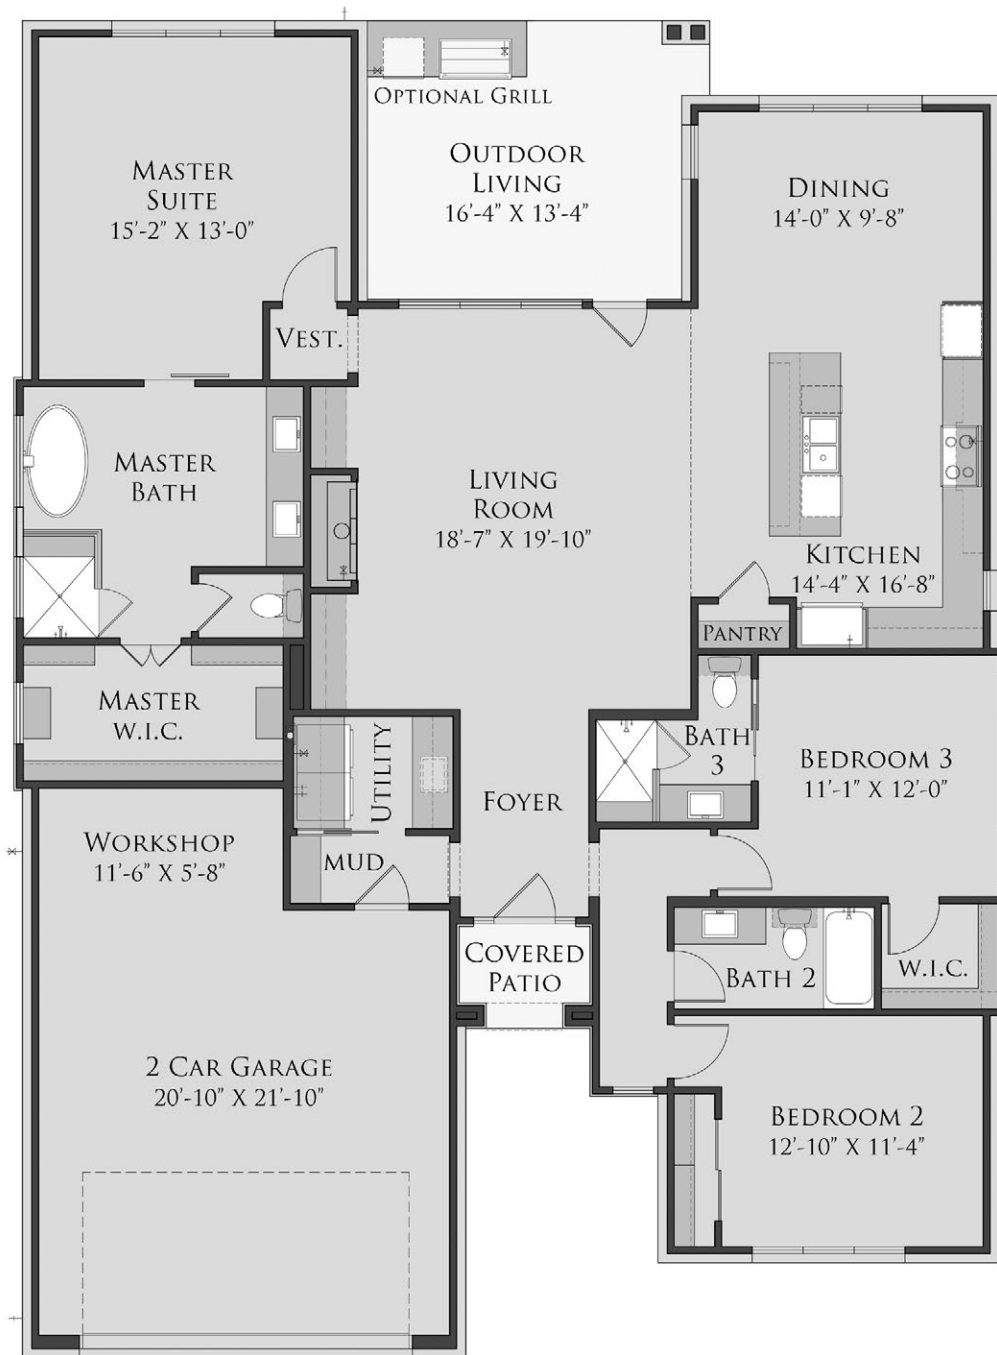 OPTIONAL GRILL
MASTER
SUITE
15'-2" X 13'-0"
OUTDOOR
LIVING
16'-4" X 13'-4"
DINING
14'-0" X 9'-8"
VEST.
MASTER
BATH
LIVING
ROOM
18'-7" X 19'-10"
KITCHEN
14'-4" X 16'-8"
PANTRY
MASTER
W.I.C.
UTILITY
FOYER
BATH
3
BEDROOM 3
11'-1" X 12'-0"
WORKSHOP
11'-6" X 5'-8"
MUD
COVERED
PATIO
BATH 2
W.I.C.
2 CAR GARAGE
20'-10" X 21'-10"
BEDROOM 2
12'-10" X 11'-4"